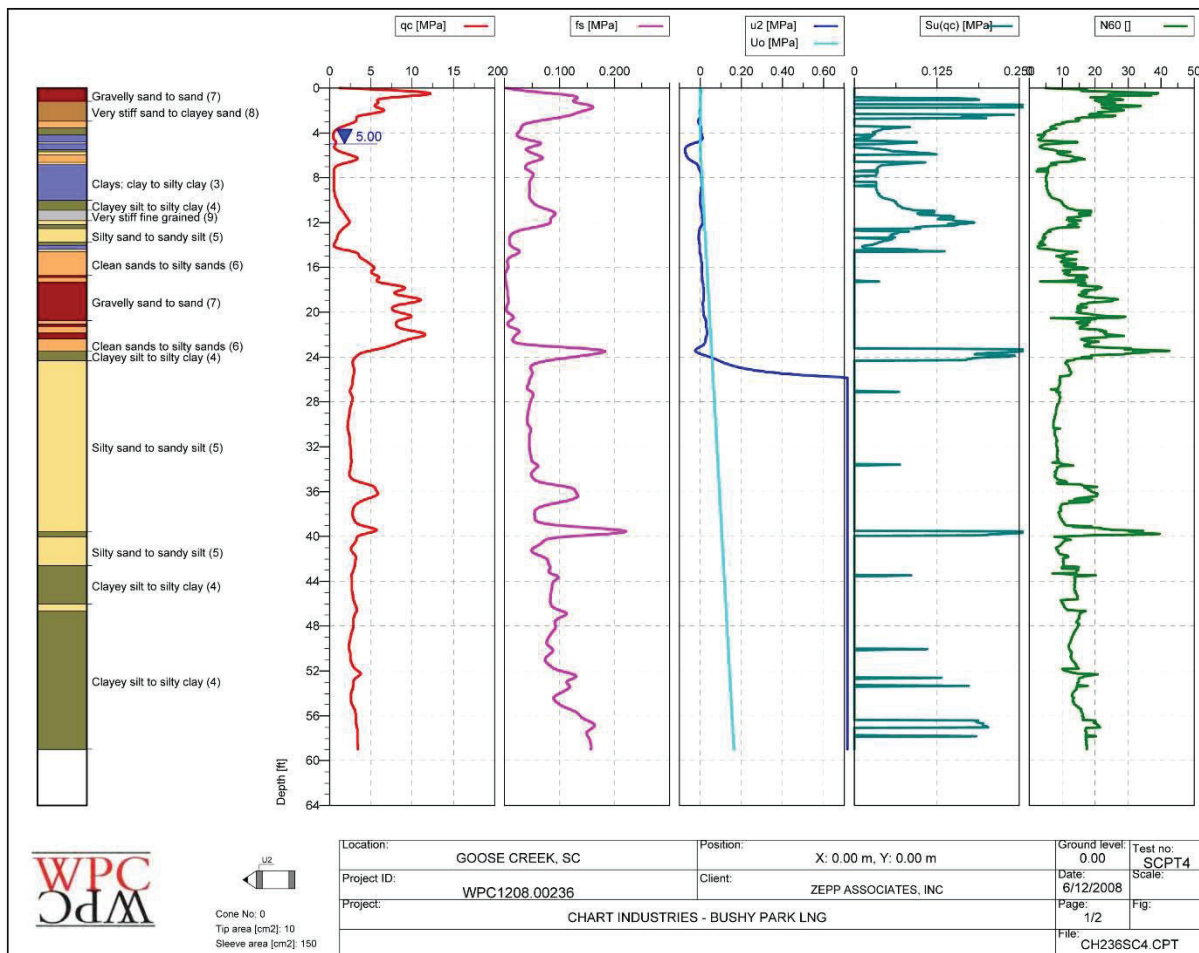 qc [MPa]
fs [MPa]
u2 [MPa]
Uo [MPa]
Su(qc) [MPa]
N60 []
0 5 10 15 20
0 0.100 0.200
0 0.20 0.40 0.60
0 0.125 0.250
0 10 20 30 40 50
0
4
8
12
16
20
24
28
32
36
40
44
48
52
56
60
64
Depth [ft]
5.00
Gravelly sand to sand (7)
Very stiff sand to clayey sand (8)
Clays; clay to silty clay (3)
Clayey silt to silty clay (4)
Very stiff fine grained (9)
Silty sand to sandy silt (5)
Clean sands to silty sands (6)
Gravelly sand to sand (7)
Clean sands to silty sands (6)
Clayey silt to silty clay (4)
Silty sand to sandy silt (5)
Silty sand to sandy silt (5)
Clayey silt to silty clay (4)
Clayey silt to silty clay (4)
WPC
WPC
U2
Cone No: 0
Tip area [cm2]: 10
Sleeve area [cm2]: 150
Location:
GOOSE CREEK, SC
Position:
X: 0.00 m, Y: 0.00 m
Ground level:
0.00
Test no:
SCPT4
Project ID:
WPC1208.00236
Client:
ZEPP ASSOCIATES, INC
Date:
6/12/2008
Scale:
Project:
CHART INDUSTRIES - BUSHY PARK LNG
Page:
1/2
Fig:
File:
CH236SC4.CPT